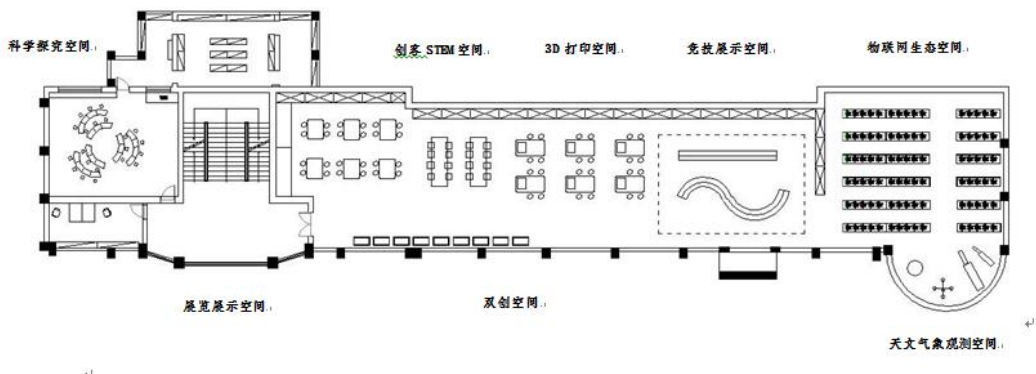 科学探究空间
创客 STEM 空间
3D 打印空间
竞技展示空间
物联网生态空间
展览展示空间
双创空间
天文气象观测空间